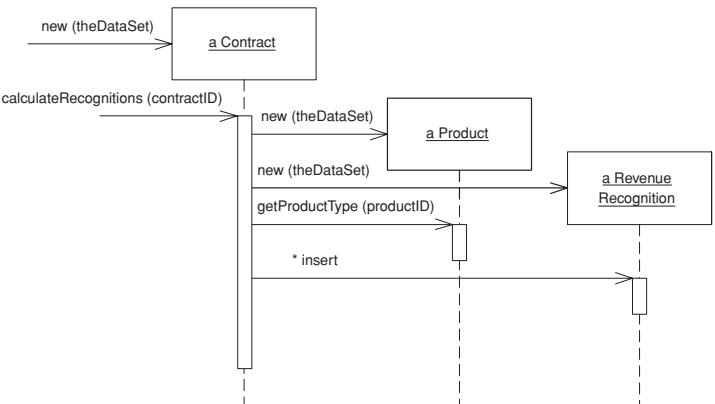 new (theDataSet)
a Contract
calculateRecognitions (contractID)
new (theDataSet)
a Product
new (theDataSet)
a Revenue
Recognition
getProductType (productID)
* insert